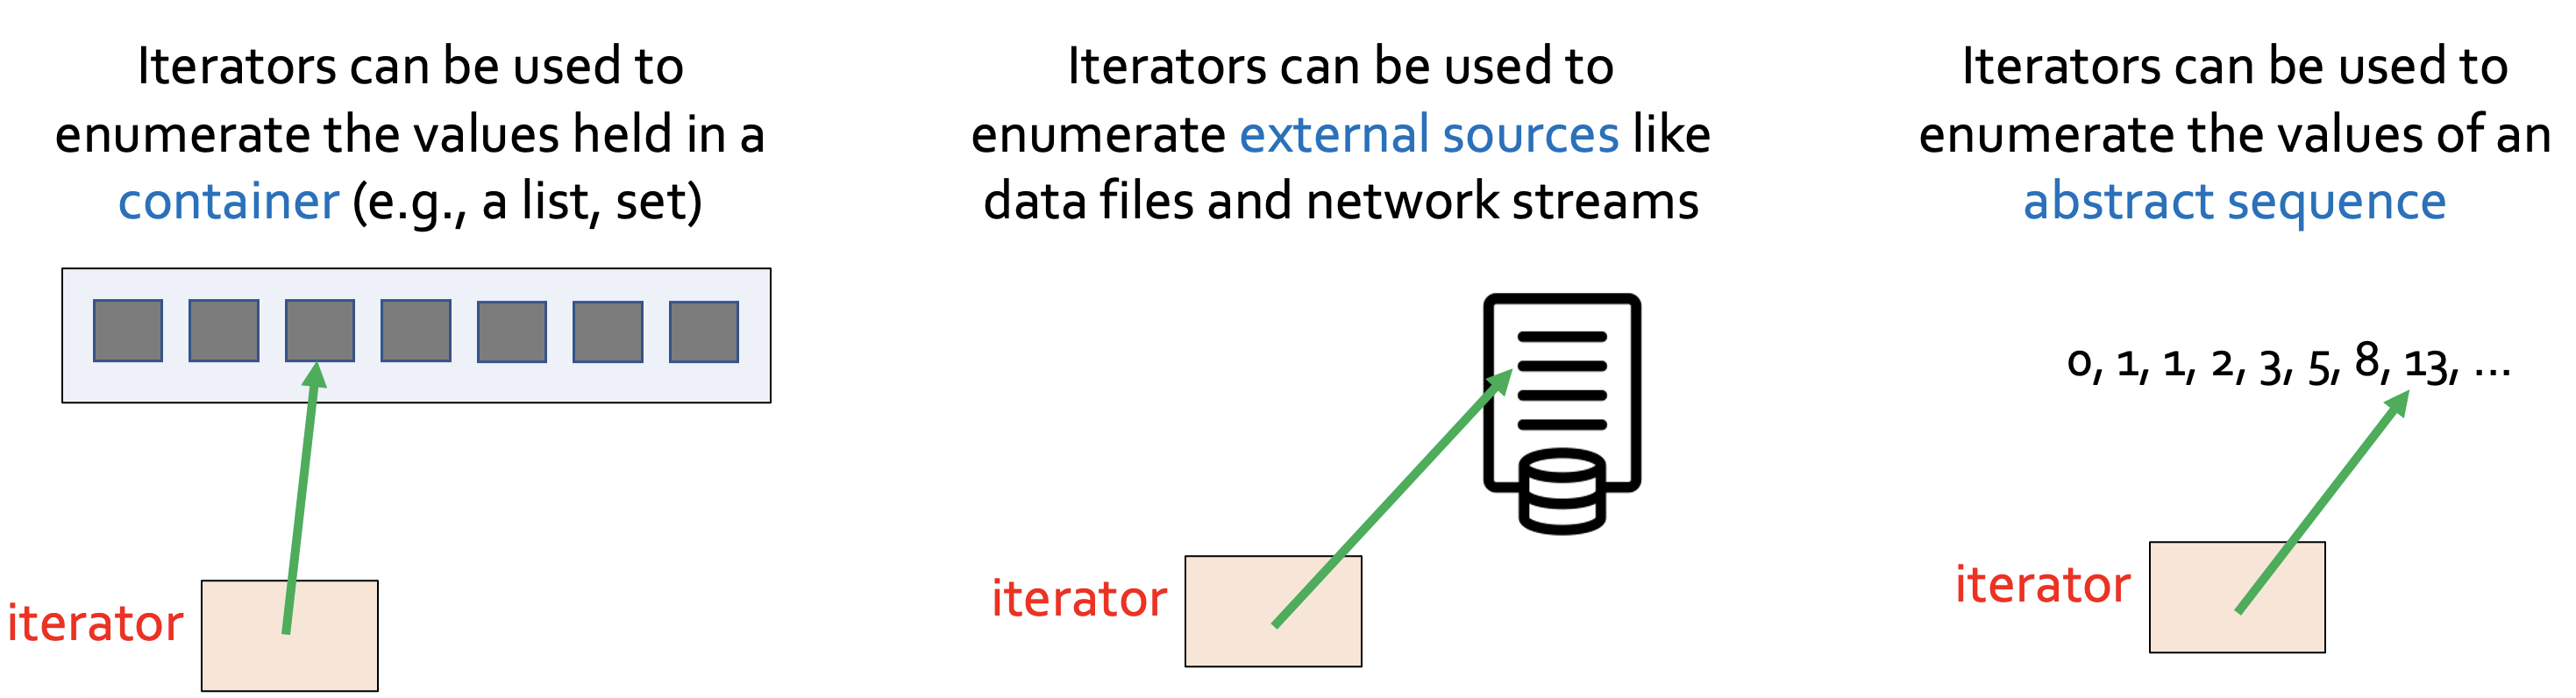 Iterators can be used to
enumerate the values held in a
container (e.g., a list, set)
iterator
Iterators can be used to
enumerate external sources like
data files and network streams
iterator
Iterators can be used to
enumerate the values of an
abstract sequence
0, 1, 1, 2, 3, 5, 8, 13, ...
iterator